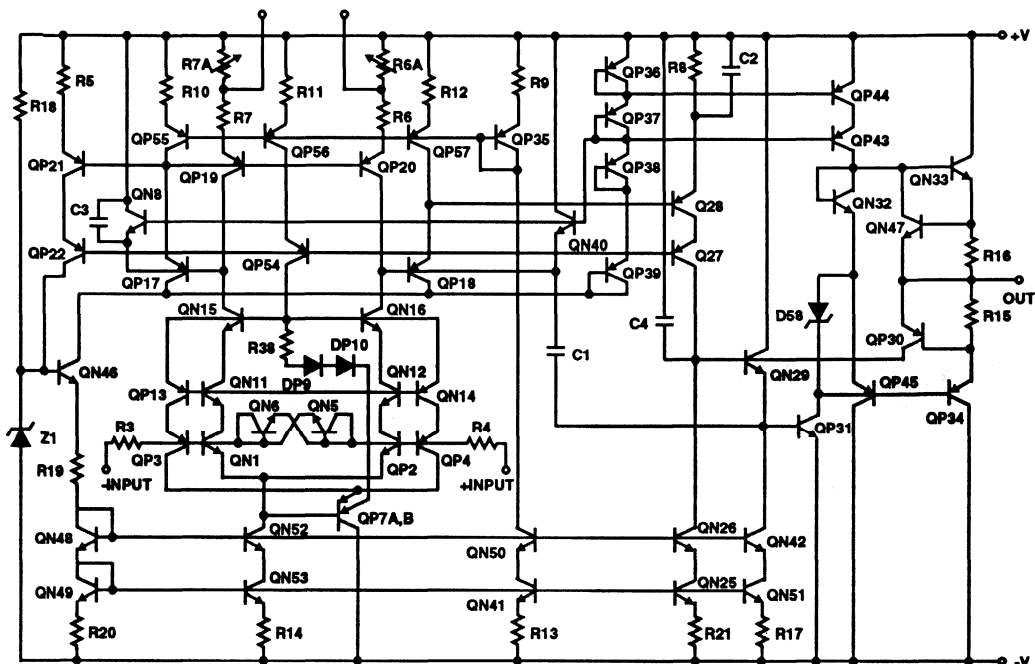 +V
R5
R18
R7A
R10
R7
R11
R6A
R6
R12
R9
QP36
R8
C2
QP44
QP37
QP43
QP55
QP56
QP57
QP35
QP21
QP19
QP20
QP38
QN33
QN8
QN32
C3
Q28
QN47
QN40
QP22
QP54
Q27
R16
QP17
QP18
QP39
OUT
QN15
QN16
D58
R15
R38
DP10
C4
QP30
C1
DP9
QN46
QP13
QN11
QN12
QN14
QN29
QN6
QN5
QP45
QP34
Z1
R3
R4
QP31
QP3
QN1
QP2
QP4
R19
-INPUT
+INPUT
QP7A,B
QN48
QN52
QN50
QN26
QN42
QN49
QN53
QN41
QN25
QN51
R20
R14
R13
R21
R17
-V